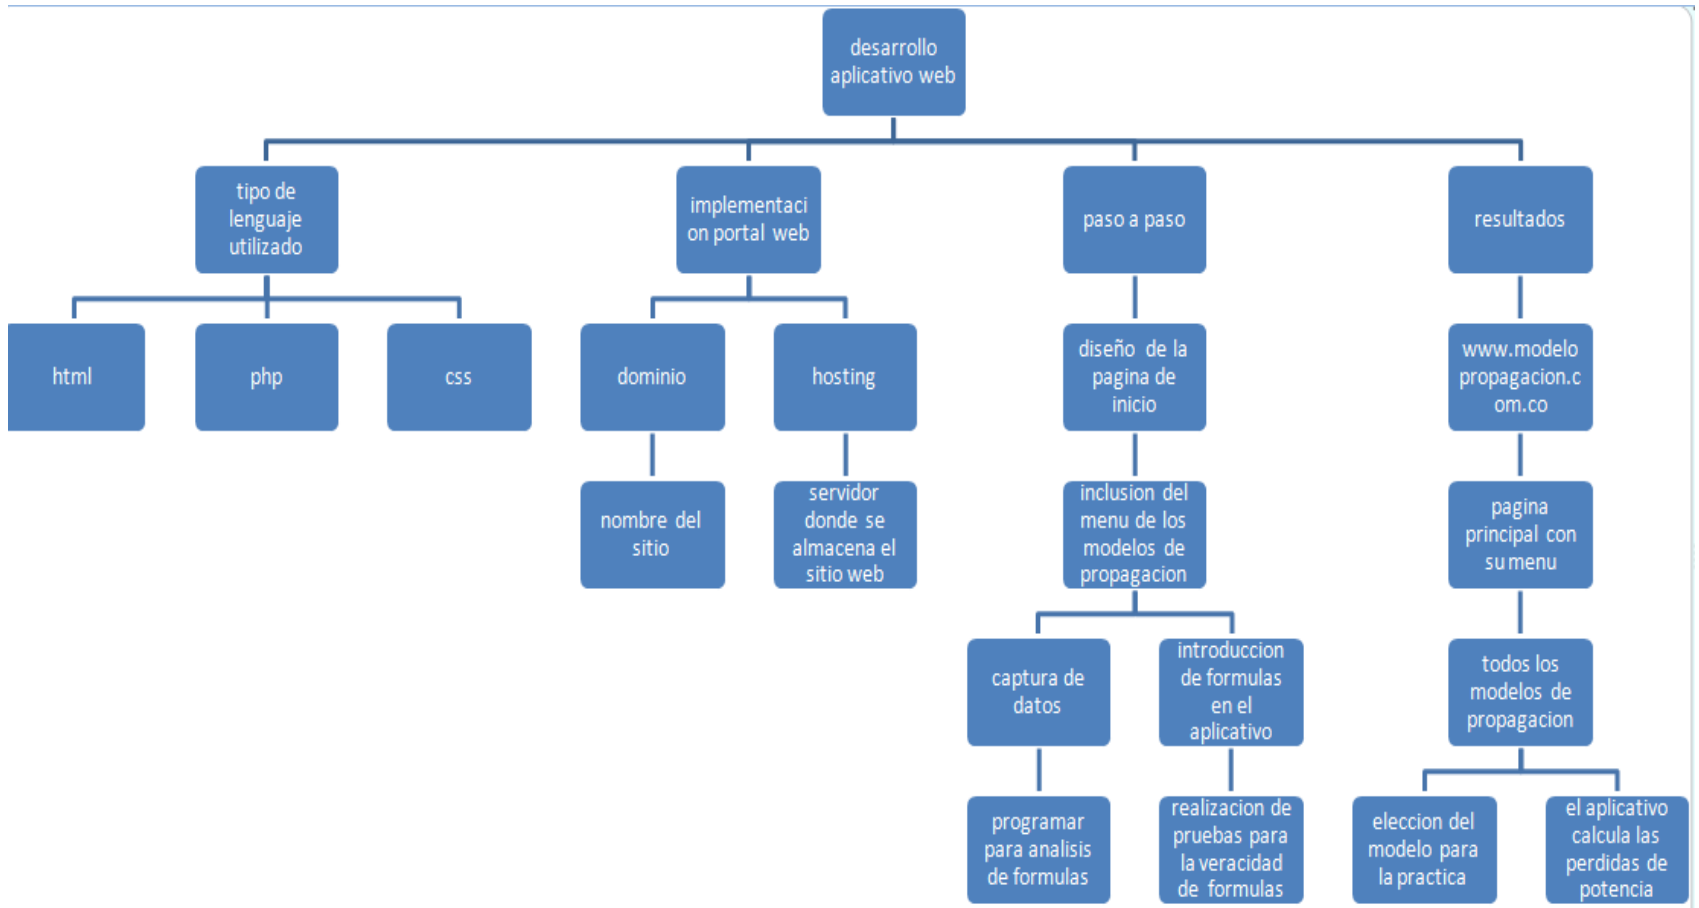 desarrollo
aplicativo web
tipo de
lenguaje
utilizado
implementaci
on portal web
paso a paso
resultados
html
php
css
dominio
hosting
diseño de la
pagina de
inicio
www.modelo
propagacion.c
om.co
nombre del
sitio
servidor
donde se
almacena el
sitio web
inclusion del
menu de los
modelos de
propagacion
pagina
principal con
su menu
captura de
datos
introduccion
de formulas
en el
aplicativo
todos los
modelos de
propagacion
programar
para analisis
de formulas
realizacion de
pruebas para
la veracidad
de formulas
eleccion del
modelo para
la practica
el aplicativo
calcula las
perdidas de
potencia